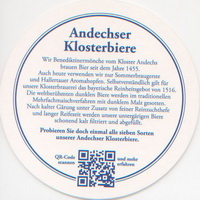 Andechser
Klosterbiere
Wir Benediktinermönche vom Kloster Andechs
brauen Bier seit dem Jahre 1455.
Auch heute verwenden wir nur Sommerbraugerste
und Hallertauer Aromahopfen. Selbstverständlich gilt für
unsere Klosterbrauerei das bayerische Reinheitsgebot von 1516.
Die weltberühmten dunklen Biere werden im traditionellen
Mehrfachmaischverfahren mit dunklem Malz gesotten.
Nach kalter Gärung unter Zusatz von feiner Reinzuchthefe
und langer Reifezeit werden unsere untergärigen Biere
schonend kalt filtriert und abgefüllt.
Probieren Sie doch einmal alle sieben Sorten
unserer Andechser Klosterbiere.
QR-Code und mehr
scannen erfahren